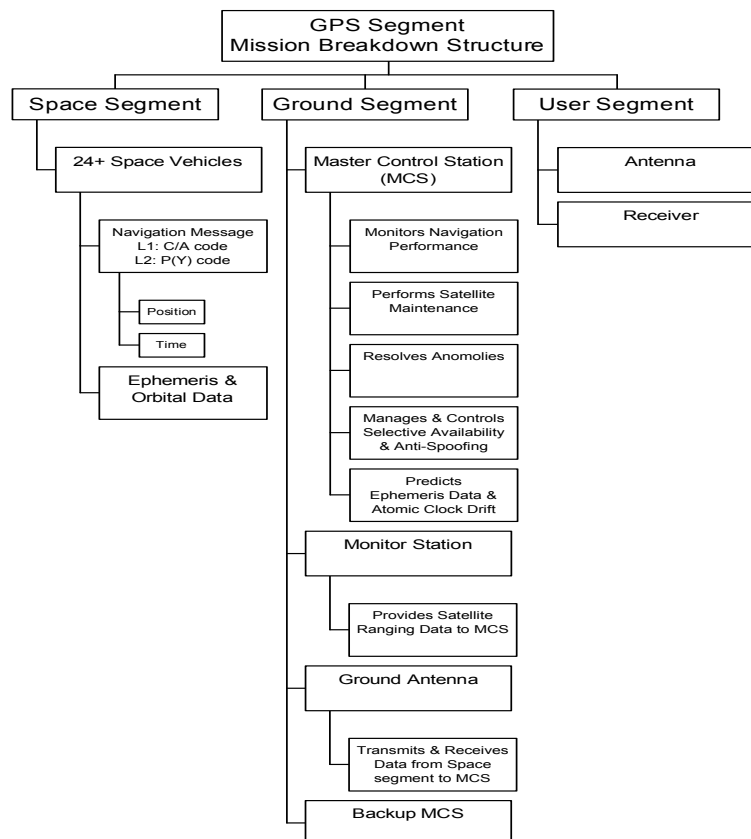 GPS Segment
Mission Breakdown Structure
Space Segment
24+ Space Vehicles
Navigation Message
L1: C/A code
L2: P(Y) code
Position
Time
Ephemeris &
Orbital Data
Ground Segment
Master Control Station
(MCS)
Monitors Navigation
Performance
Performs Satellite
Maintenance
Resolves Anomolies
Manages & Controls
Selective Availability
& Anti-Spoofing
Predicts
Ephemeris Data &
Atomic Clock Drift
Monitor Station
Provides Satellite
Ranging Data to MCS
Ground Antenna
Transmits & Receives
Data from Space
segment to MCS
Backup MCS
User Segment
Antenna
Receiver